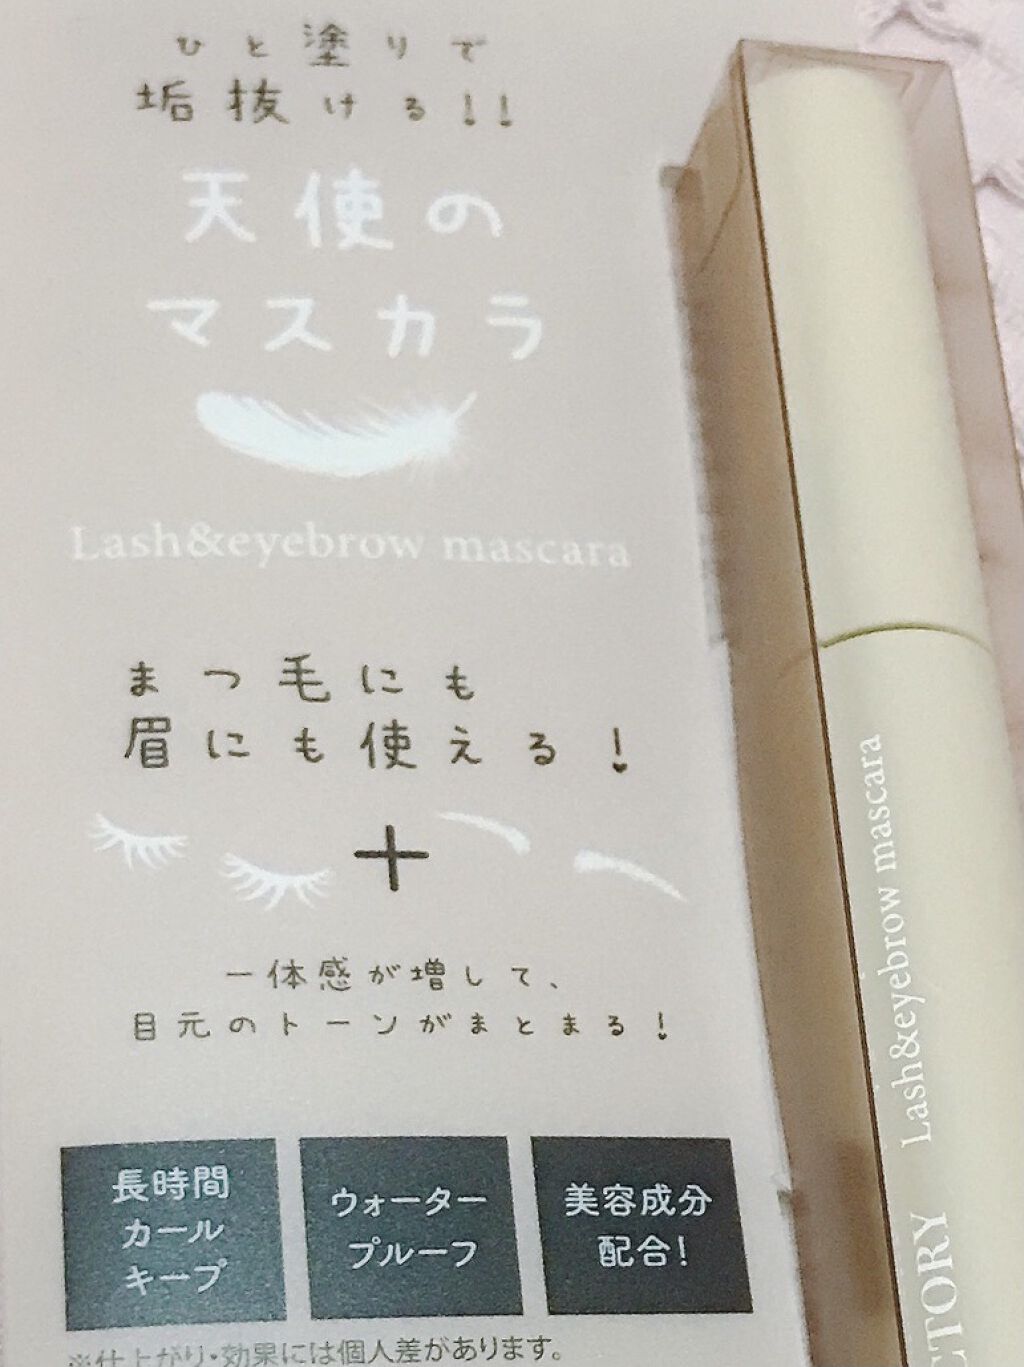 ひと塗りで
垢抜ける!!
天使の
マスカラ
Lash&eyebrow mascara
まつ毛にも
眉にも使える!
+
一体感が増して、
目元のトーンがまとまる!
長時間
カール
キープ
ウォーター
プルーフ
美容成分
配合!
※仕上がり・効果には個人差があります。
Lash&eyebrow mascara